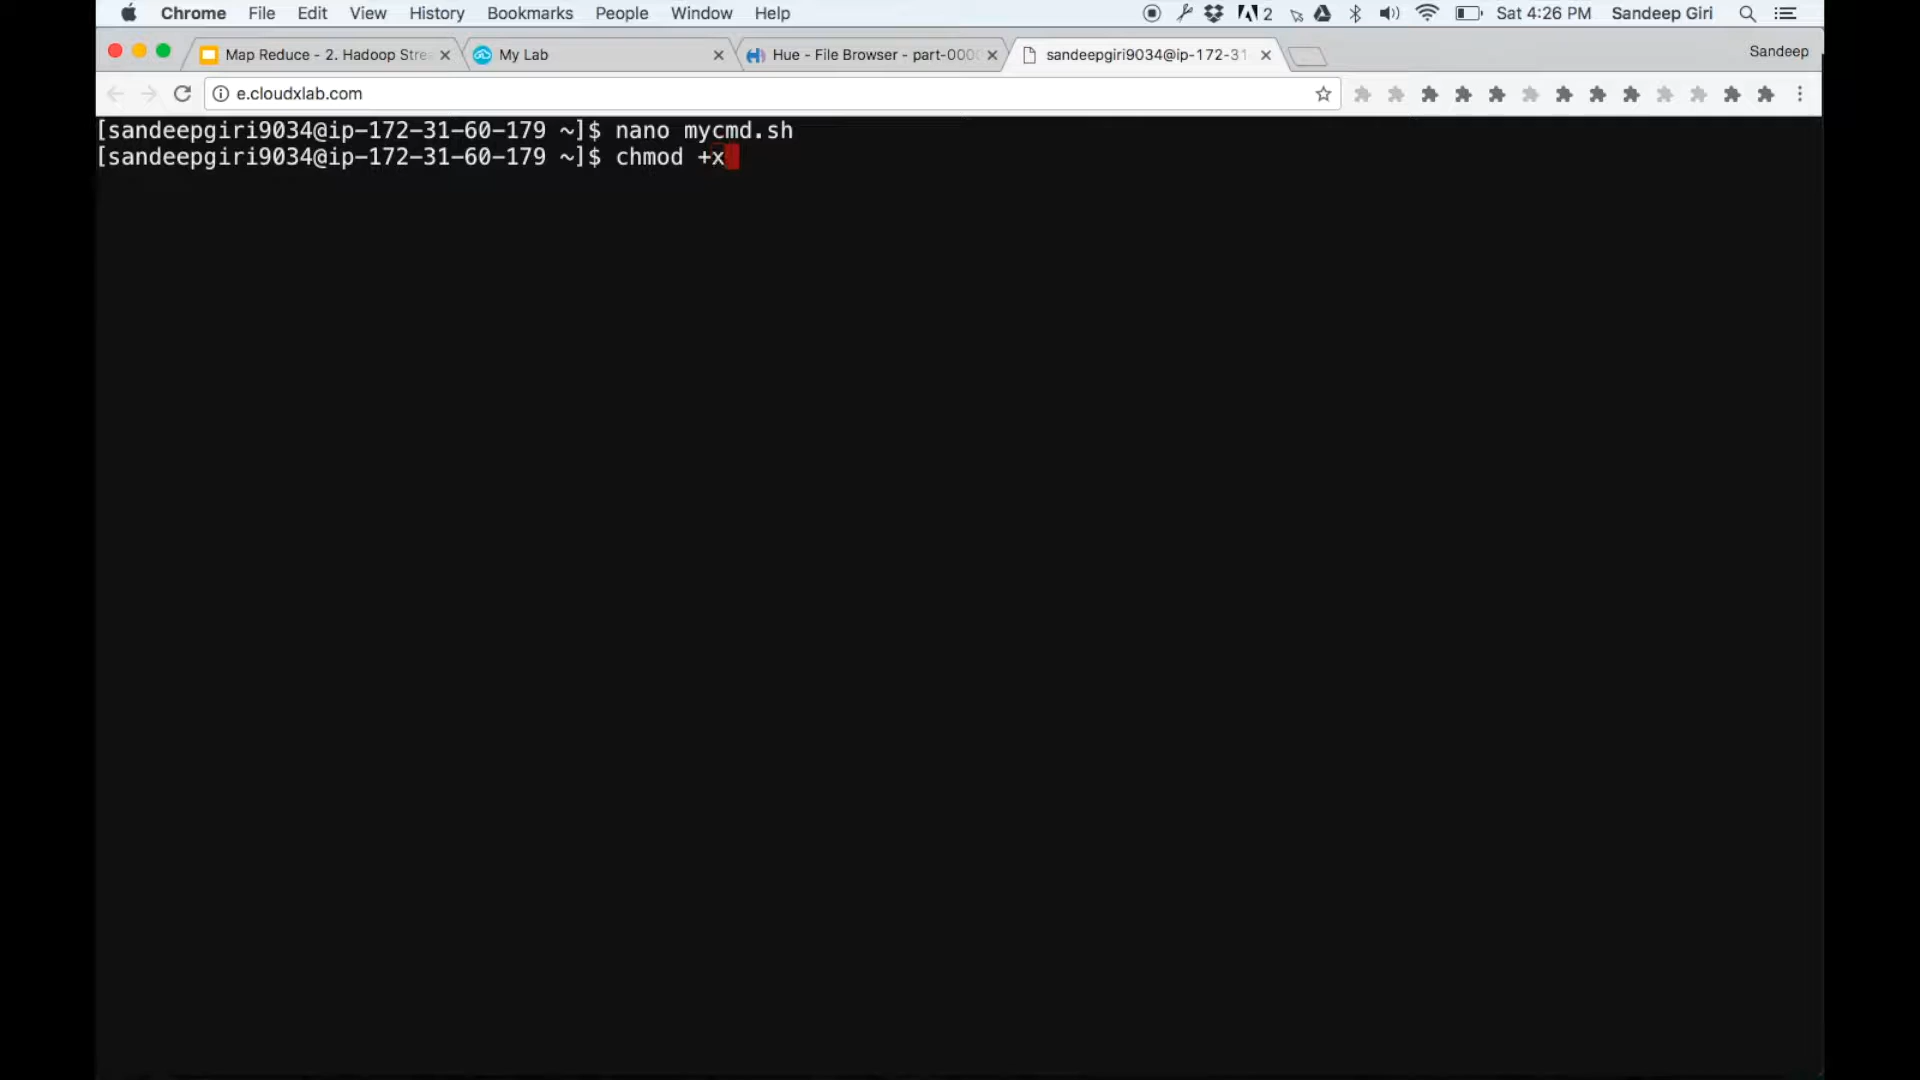 Chrome File Edit View History Bookmarks People Window Help 2 Sat 4:26 PM Sandeep Giri
Map Reduce - 2. Hadoop Stre My Lab Hue - File Browser - part-000 sandeepgiri9034@ip-172-31 Sandeep
e.cloudxlab.com
[sandeepgiri9034@ip-172-31-60-179 ~]$ nano mycmd.sh
[sandeepgiri9034@ip-172-31-60-179 ~]$ chmod +x